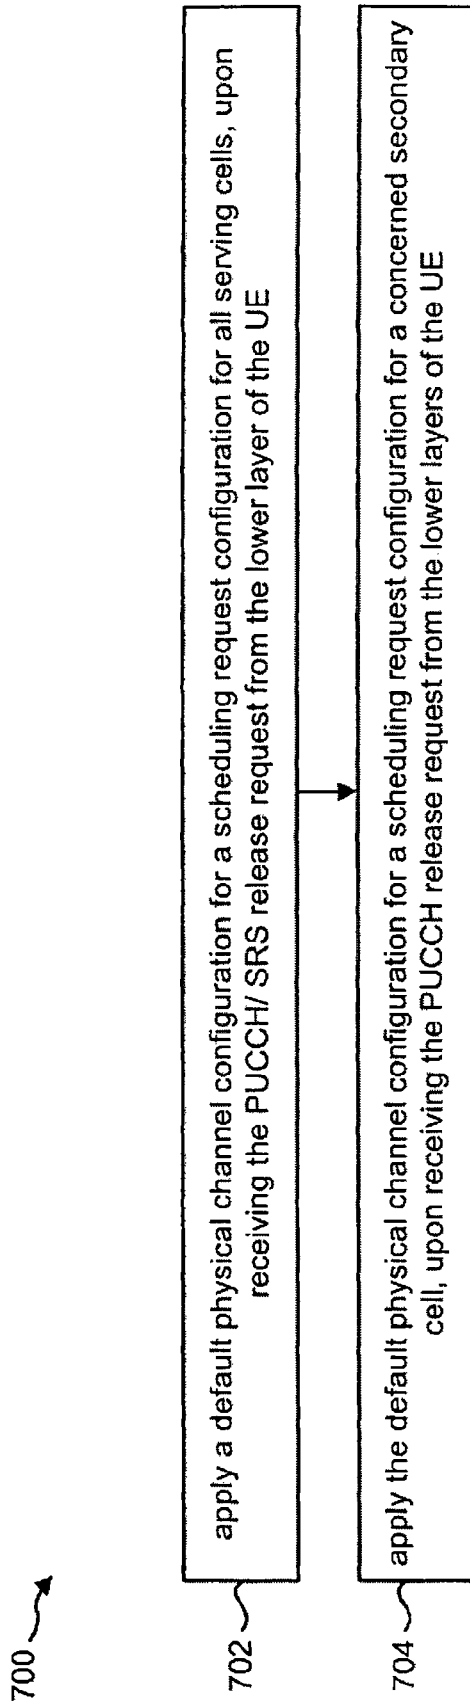 700
702
apply a default physical channel configuration for a scheduling request configuration for all serving cells, upon
receiving the PUCCH/ SRS release request from the lower layer of the UE
704
apply the default physical channel configuration for a scheduling request configuration for a concerned secondary
cell, upon receiving the PUCCH release request from the lower layers of the UE